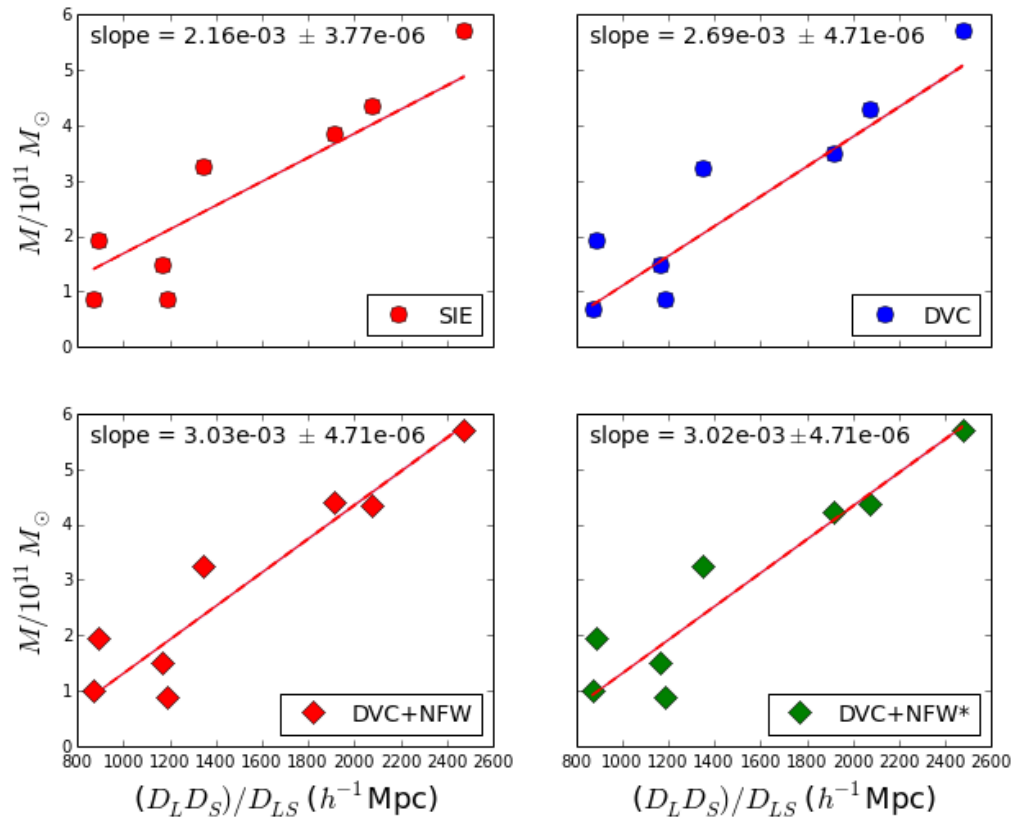 slope = 2.16e-03 ± 3.77e-06
slope = 2.69e-03 ± 4.71e-06
M/10¹¹ M☉
6
5
4
3
2
1
0
SIE
DVC
slope = 3.03e-03 ± 4.71e-06
slope = 3.02e-03±4.71e-06
M/10¹¹ M☉
6
5
4
3
2
1
0
DVC+NFW
DVC+NFW*
800 1000 1200 1400 1600 1800 2000 2200 2400 2600
800 1000 1200 1400 1600 1800 2000 2200 2400 2600
(D_L D_S)/D_LS (h⁻¹ Mpc)
(D_L D_S)/D_LS (h⁻¹ Mpc)